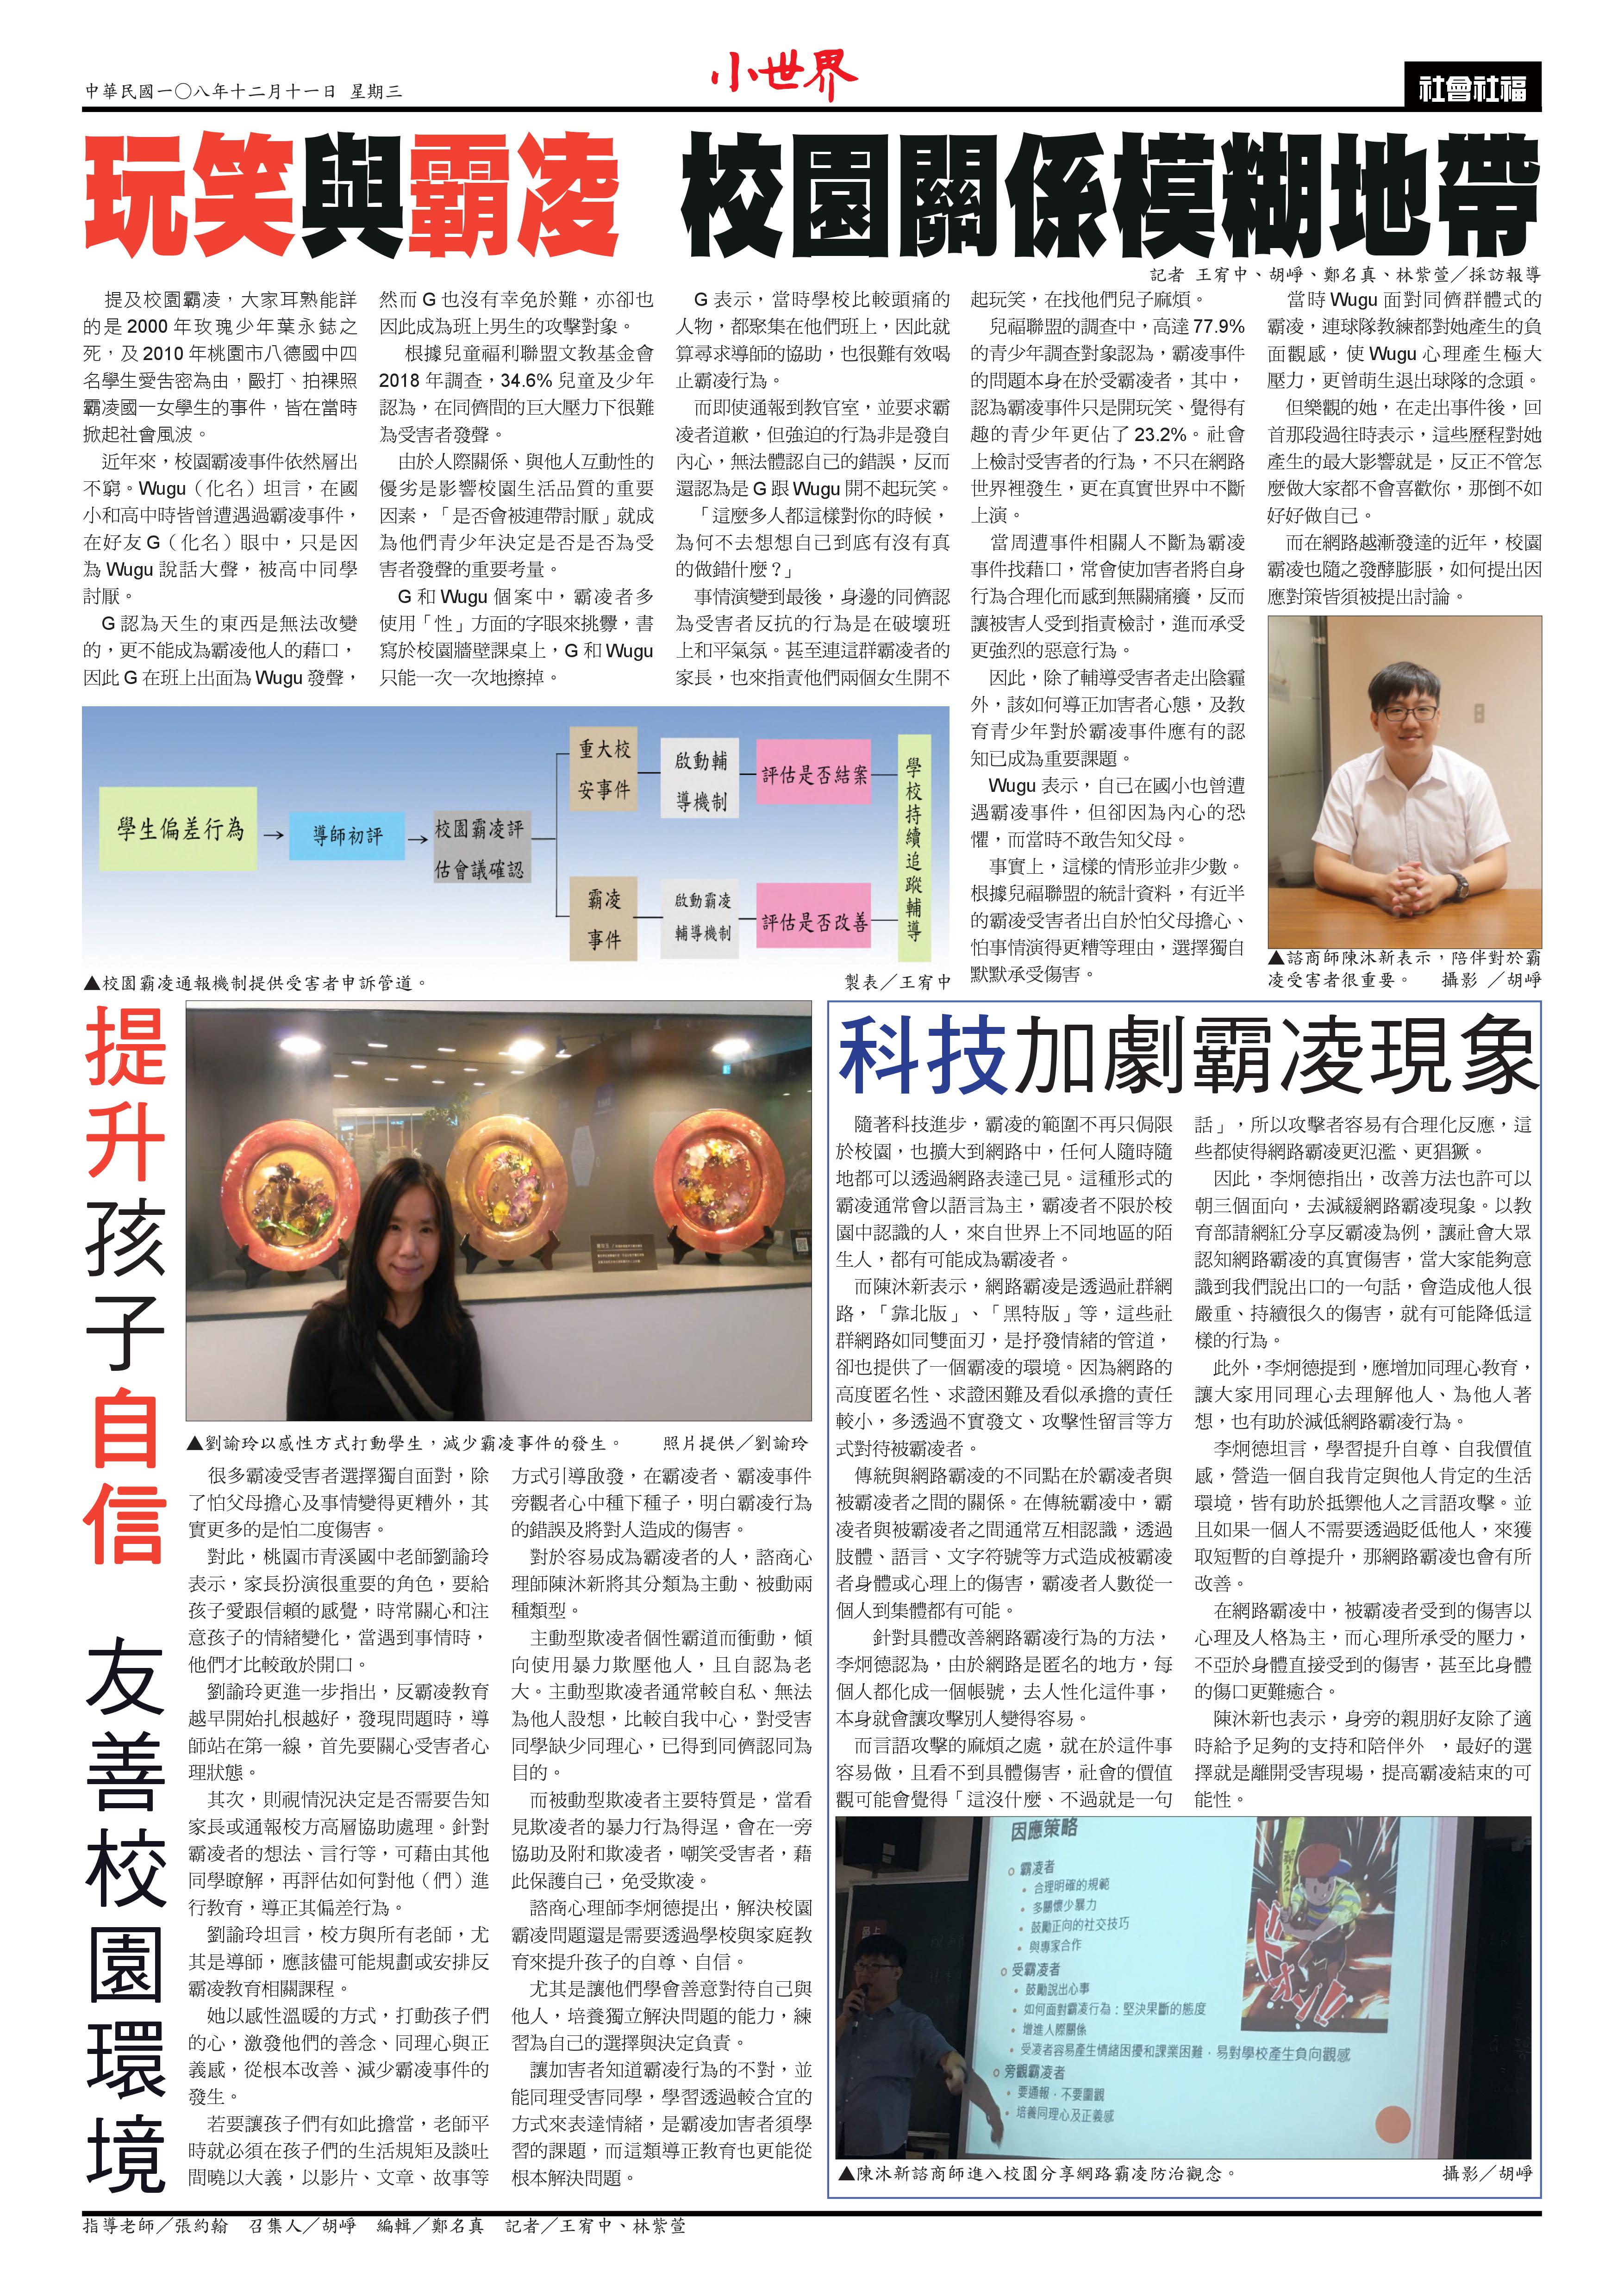 中華民國一○八年十二月十一日 星期三
小世界
社會社福
玩笑與霸凌 校園關係模糊地帶
記者 王宥中、胡崢、鄭名真、林紫萱／採訪報導
提及校園霸凌，大家耳熟能詳
的是 2000 年玫瑰少年葉永鋕之
死，及 2010 年桃園市八德國中四
名學生愛告密為由，毆打、拍裸照
霸凌國一女學生的事件，皆在當時
掀起社會風波。
近年來，校園霸凌事件依然層出
不窮。Wugu（化名）坦言，在國
小和高中時皆曾遭遇過霸凌事件，
在好友 G（化名）眼中，只是因
為 Wugu 說話大聲，被高中同學
討厭。
G 認為天生的東西是無法改變
的，更不能成為霸凌他人的藉口，
因此 G 在班上出面為 Wugu 發聲，
然而 G 也沒有幸免於難，亦卻也
因此成為班上男生的攻擊對象。
根據兒童福利聯盟文教基金會
2018 年調查，34.6% 兒童及少年
認為，在同儕間的巨大壓力下很難
為受害者發聲。
由於人際關係、與他人互動性的
優劣是影響校園生活品質的重要
因素，「是否會被連帶討厭」就成
為他們青少年決定是否是否為受
害者發聲的重要考量。
G 和 Wugu 個案中，霸凌者多
使用「性」方面的字眼來挑釁，書
寫於校園牆壁課桌上，G 和 Wugu
只能一次一次地擦掉。
G 表示，當時學校比較頭痛的
人物，都聚集在他們班上，因此就
算尋求導師的協助，也很難有效喝
止霸凌行為。
而即使通報到教官室，並要求霸
凌者道歉，但強迫的行為非是發自
內心，無法體認自己的錯誤，反而
還認為是 G 跟 Wugu 開不起玩笑。
「這麼多人都這樣對你的時候，
為何不去想想自己到底有沒有真
的做錯什麼？」
事情演變到最後，身邊的同儕認
為受害者反抗的行為是在破壞班
上和平氣氛。甚至連這群霸凌者的
家長，也來指責他們兩個女生開不
起玩笑，在找他們兒子麻煩。
兒福聯盟的調查中，高達 77.9%
的青少年調查對象認為，霸凌事件
的問題本身在於受霸凌者，其中，
認為霸凌事件只是開玩笑、覺得有
趣的青少年更佔了 23.2%。社會
上檢討受害者的行為，不只在網路
世界裡發生，更在真實世界中不斷
上演。
當周遭事件相關人不斷為霸凌
事件找藉口，常會使加害者將自身
行為合理化而感到無關痛癢，反而
讓被害人受到指責檢討，進而承受
更強烈的惡意行為。
因此，除了輔導受害者走出陰霾
外，該如何導正加害者心態，及教
育青少年對於霸凌事件應有的認
知已成為重要課題。
Wugu 表示，自己在國小也曾遭
遇霸凌事件，但卻因為內心的恐
懼，而當時不敢告知父母。
事實上，這樣的情形並非少數。
根據兒福聯盟的統計資料，有近半
的霸凌受害者出自於怕父母擔心、
怕事情演得更糟等理由，選擇獨自
默默承受傷害。
當時 Wugu 面對同儕群體式的
霸凌，連球隊教練都對她產生的負
面觀感，使 Wugu 心理產生極大
壓力，更曾萌生退出球隊的念頭。
但樂觀的她，在走出事件後，回
首那段過往時表示，這些歷程對她
產生的最大影響就是，反正不管怎
麼做大家都不會喜歡你，那倒不如
好好做自己。
而在網路越漸發達的近年，校園
霸凌也隨之發酵膨脹，如何提出因
應對策皆須被提出討論。
▲諮商師陳沐新表示，陪伴對於霸
凌受害者很重要。 攝影 ／胡崢
學生偏差行為
導師初評
校園霸凌評
估會議確認
重大校
安事件
啟動輔
導機制
評估是否結案
霸凌
事件
啟動霸凌
輔導機制
評估是否改善
學校持續追蹤輔導
▲校園霸凌通報機制提供受害者申訴管道。 製表／王宥中
提升孩子自信 友善校園環境
▲劉諭玲以感性方式打動學生，減少霸凌事件的發生。 照片提供／劉諭玲
很多霸凌受害者選擇獨自面對，除
了怕父母擔心及事情變得更糟外，其
實更多的是怕二度傷害。
對此，桃園市青溪國中老師劉諭玲
表示，家長扮演很重要的角色，要給
孩子愛跟信賴的感覺，時常關心和注
意孩子的情緒變化，當遇到事情時，
他們才比較敢於開口。
劉諭玲更進一步指出，反霸凌教育
越早開始扎根越好，發現問題時，導
師站在第一線，首先要關心受害者心
理狀態。
其次，則視情況決定是否需要告知
家長或通報校方高層協助處理。針對
霸凌者的想法、言行等，可藉由其他
同學瞭解，再評估如何對他（們）進
行教育，導正其偏差行為。
劉諭玲坦言，校方與所有老師，尤
其是導師，應該儘可能規劃或安排反
霸凌教育相關課程。
她以感性溫暖的方式，打動孩子們
的心，激發他們的善念、同理心與正
義感，從根本改善、減少霸凌事件的
發生。
若要讓孩子們有如此擔當，老師平
時就必須在孩子們的生活規矩及談吐
間曉以大義，以影片、文章、故事等
方式引導啟發，在霸凌者、霸凌事件
旁觀者心中種下種子，明白霸凌行為
的錯誤及將對人造成的傷害。
對於容易成為霸凌者的人，諮商心
理師陳沐新將其分類為主動、被動兩
種類型。
主動型欺凌者個性霸道而衝動，傾
向使用暴力欺壓他人，且自認為老
大。主動型欺凌者通常較自私、無法
為他人設想，比較自我中心，對受害
同學缺少同理心，已得到同儕認同為
目的。
而被動型欺凌者主要特質是，當看
見欺凌者的暴力行為得逞，會在一旁
協助及附和欺凌者，嘲笑受害者，藉
此保護自己，免受欺凌。
諮商心理師李炯德提出，解決校園
霸凌問題還是需要透過學校與家庭教
育來提升孩子的自尊、自信。
尤其是讓他們學會善意對待自己與
他人，培養獨立解決問題的能力，練
習為自己的選擇與決定負責。
讓加害者知道霸凌行為的不對，並
能同理受害同學，學習透過較合宜的
方式來表達情緒，是霸凌加害者須學
習的課題，而這類導正教育也更能從
根本解決問題。
科技加劇霸凌現象
隨著科技進步，霸凌的範圍不再只侷限
於校園，也擴大到網路中，任何人隨時隨
地都可以透過網路表達己見。這種形式的
霸凌通常會以語言為主，霸凌者不限於校
園中認識的人，來自世界上不同地區的陌
生人，都有可能成為霸凌者。
而陳沐新表示，網路霸凌是透過社群網
路，「靠北版」、「黑特版」等，這些社
群網路如同雙面刃，是抒發情緒的管道，
卻也提供了一個霸凌的環境。因為網路的
高度匿名性、求證困難及看似承擔的責任
較小，多透過不實發文、攻擊性留言等方
式對待被霸凌者。
傳統與網路霸凌的不同點在於霸凌者與
被霸凌者之間的關係。在傳統霸凌中，霸
凌者與被霸凌者之間通常互相認識，透過
肢體、語言、文字符號等方式造成被霸凌
者身體或心理上的傷害，霸凌者人數從一
個人到集體都有可能。
針對具體改善網路霸凌行為的方法，
李炯德認為，由於網路是匿名的地方，每
個人都化成一個帳號，去人性化這件事，
本身就會讓攻擊別人變得容易。
而言語攻擊的麻煩之處，就在於這件事
容易做，且看不到具體傷害，社會的價值
觀可能會覺得「這沒什麼、不過就是一句
話」，所以攻擊者容易有合理化反應，這
些都使得網路霸凌更氾濫、更猖獗。
因此，李炯德指出，改善方法也許可以
朝三個面向，去減緩網路霸凌現象。以教
育部請網紅分享反霸凌為例，讓社會大眾
認知網路霸凌的真實傷害，當大家能夠意
識到我們說出口的一句話，會造成他人很
嚴重、持續很久的傷害，就有可能降低這
樣的行為。
此外，李炯德提到，應增加同理心教育，
讓大家用同理心去理解他人、為他人著
想，也有助於減低網路霸凌行為。
李炯德坦言，學習提升自尊、自我價值
感，營造一個自我肯定與他人肯定的生活
環境，皆有助於抵禦他人之言語攻擊。並
且如果一個人不需要透過貶低他人，來獲
取短暫的自尊提升，那網路霸凌也會有所
改善。
在網路霸凌中，被霸凌者受到的傷害以
心理及人格為主，而心理所承受的壓力，
不亞於身體直接受到的傷害，甚至比身體
的傷口更難癒合。
陳沐新也表示，身旁的親朋好友除了適
時給予足夠的支持和陪伴外 ，最好的選
擇就是離開受害現場，提高霸凌結束的可
能性。
因應策略
霸凌者
合理明確的規範
多關懷少暴力
鼓勵正向的社交技巧
與專家合作
受霸凌者
鼓勵說出心事
如何面對霸凌行為：堅決果斷的態度
增進人際關係
受凌者容易產生情緒困擾和課業困難，易對學校產生負向觀感
旁觀霸凌者
要通報，不要圍觀
培養同理心及正義感
▲陳沐新諮商師進入校園分享網路霸凌防治觀念。 攝影／胡崢
指導老師／張約翰 召集人／胡崢 編輯／鄭名真 記者／王宥中、林紫萱